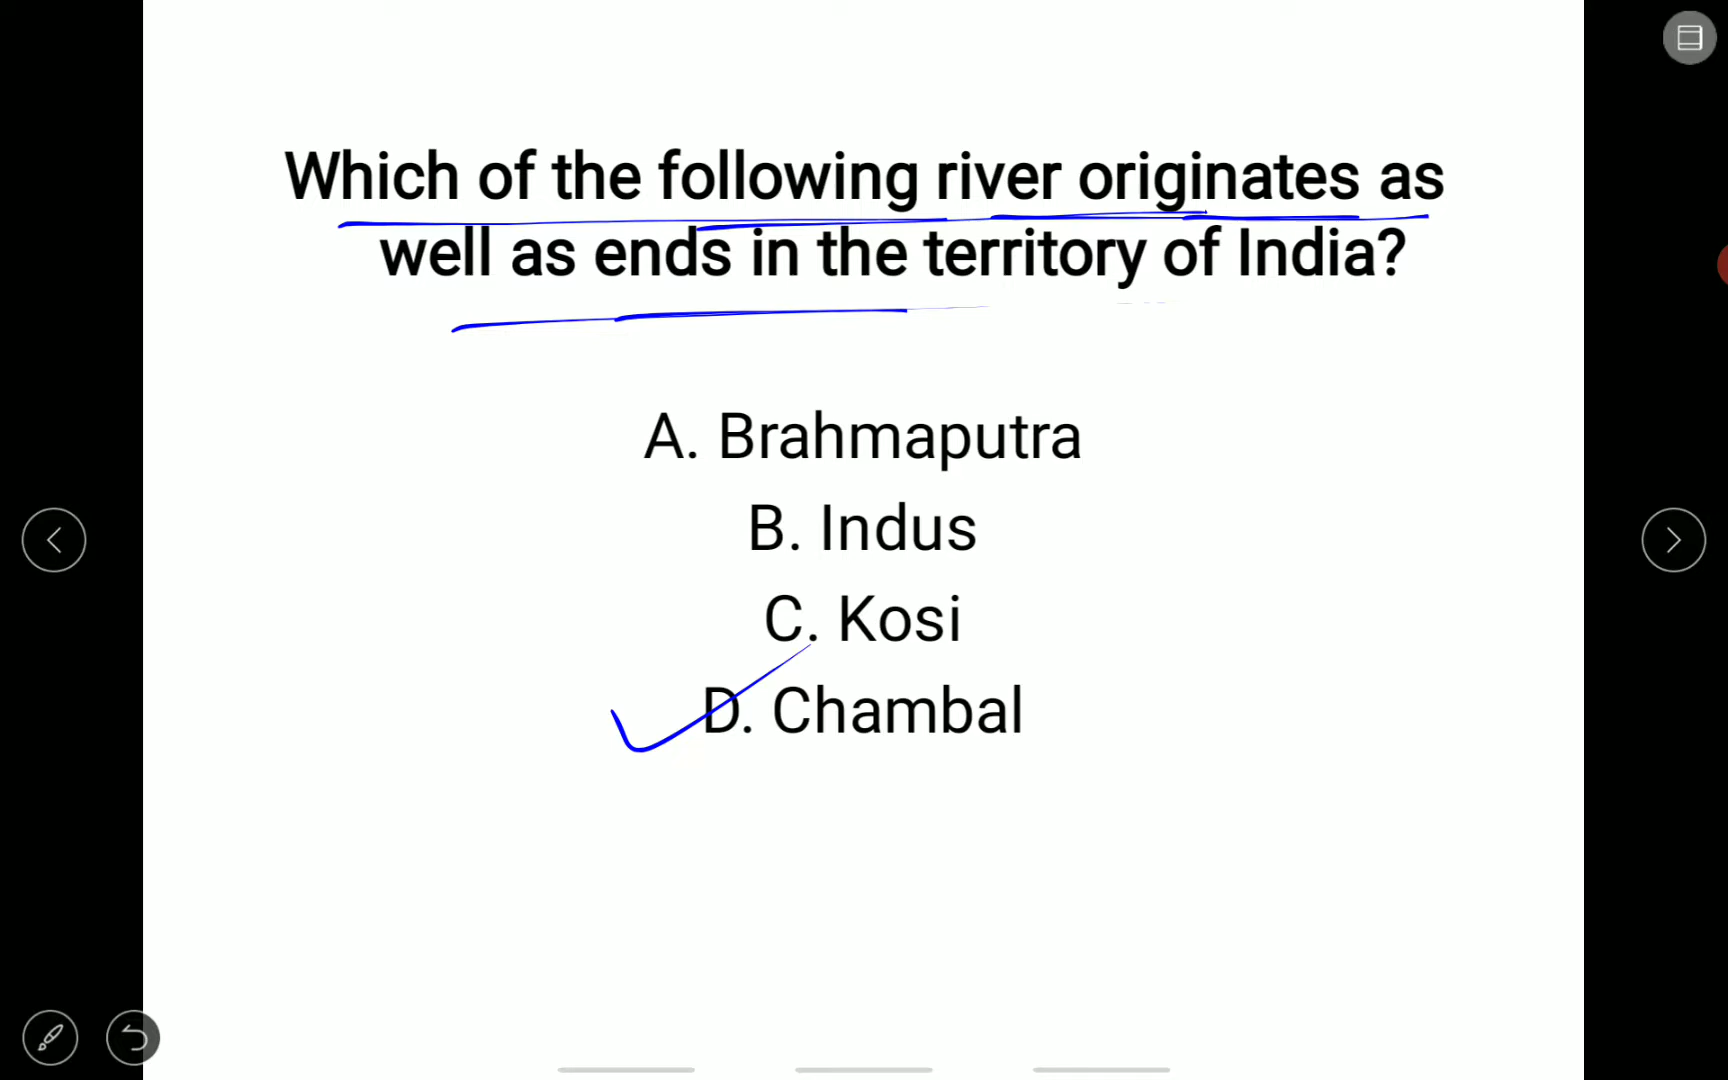 Which of the following river originates as
well as ends in the territory of India?
A. Brahmaputra
B. Indus
C. Kosi
D. Chambal